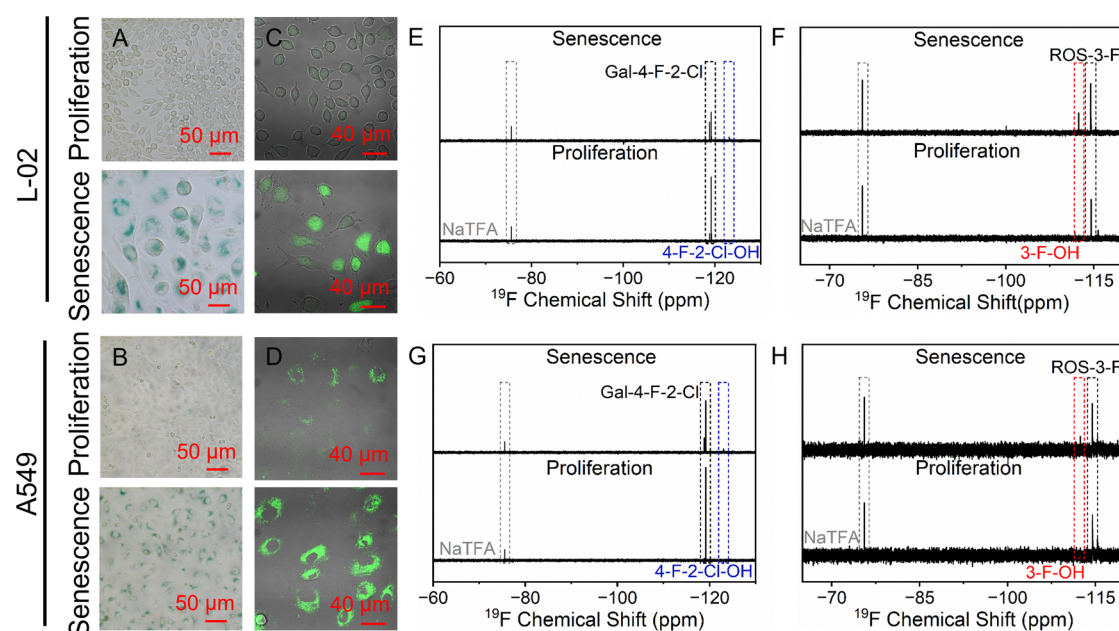 L-02
Proliferation
Senescence
A
50 µm
50 µm
C
40 µm
40 µm
E
Senescence
Gal-4-F-2-Cl
Proliferation
NaTFA
4-F-2-Cl-OH
−60 −80 −100 −120
¹⁹F Chemical Shift (ppm)
F
Senescence
ROS-3-F
Proliferation
NaTFA
3-F-OH
−70 −85 −100 −115
¹⁹F Chemical Shift(ppm)
A549
Proliferation
Senescence
B
50 µm
50 µm
D
40 µm
40 µm
G
Senescence
Gal-4-F-2-Cl
Proliferation
NaTFA
4-F-2-Cl-OH
−60 −80 −100 −120
¹⁹F Chemical Shift (ppm)
H
Senescence
ROS-3-F
Proliferation
NaTFA
3-F-OH
−70 −85 −100 −115
¹⁹F Chemical Shift (ppm)